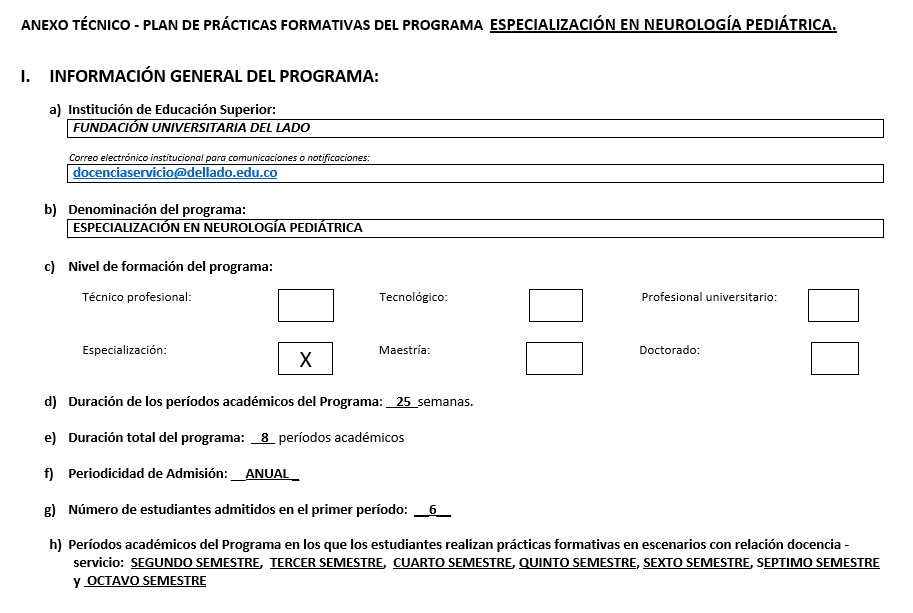 ANEXO TÉCNICO - PLAN DE PRÁCTICAS FORMATIVAS DEL PROGRAMA ESPECIALIZACIÓN EN NEUROLOGÍA PEDIÁTRICA.
I. INFORMACIÓN GENERAL DEL PROGRAMA:
a) Institución de Educación Superior:
FUNDACIÓN UNIVERSITARIA DEL LADO
Correo electrónico institucional para comunicaciones o notificaciones:
docenciaservicio@dellado.edu.co
b) Denominación del programa:
ESPECIALIZACIÓN EN NEUROLOGÍA PEDIÁTRICA
c) Nivel de formación del programa:
Técnico profesional: Tecnológico: Profesional universitario:
Especialización: X Maestría: Doctorado:
d) Duración de los períodos académicos del Programa: __25_semanas.
e) Duración total del programa: __8_ períodos académicos
f) Periodicidad de Admisión: __ANUAL _
g) Número de estudiantes admitidos en el primer período: __6__
h) Períodos académicos del Programa en los que los estudiantes realizan prácticas formativas en escenarios con relación docencia -
servicio: SEGUNDO SEMESTRE, TERCER SEMESTRE, CUARTO SEMESTRE, QUINTO SEMESTRE, SEXTO SEMESTRE, SEPTIMO SEMESTRE
y OCTAVO SEMESTRE